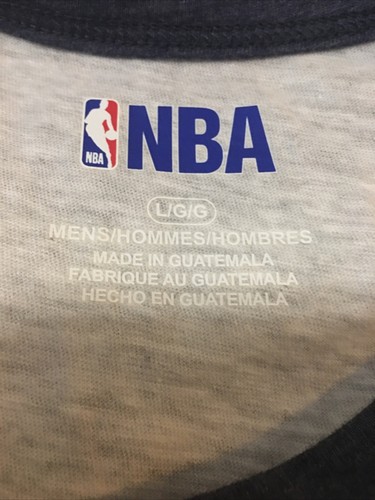 NBA
NBA
L/G/G
MENS/HOMMES/HOMBRES
MADE IN GUATEMALA
FABRIQUE AU GUATEMALA
HECHO EN GUATEMALA